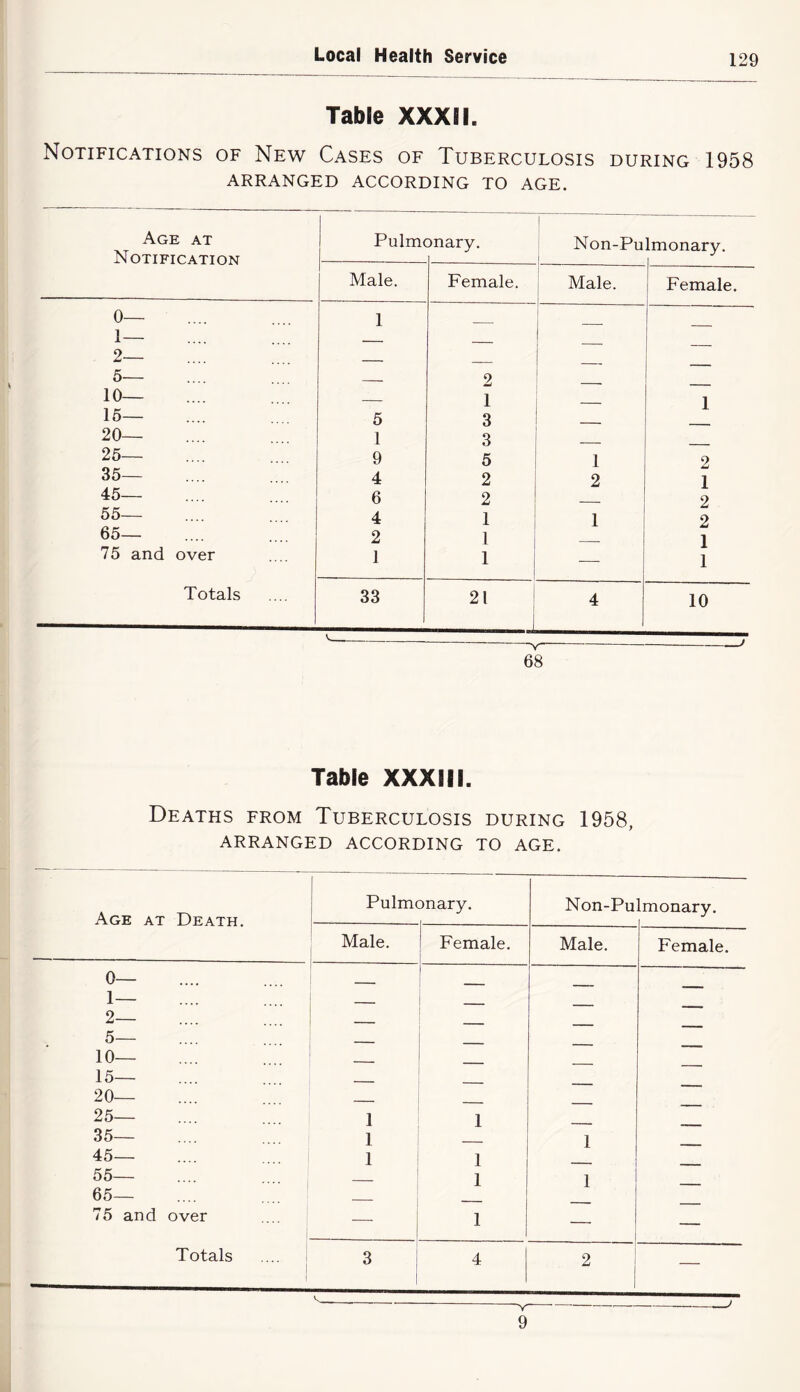 Local Health Service 129
Table XXXII.
Notifications of New Cases of Tuberculosis during 1958
arranged according to age.
Age at Notification | Pulmonary. | Non-Pulmonary.
Male. | Female. | Male. | Female.
0— .... .... 1 — — —
1— .... .... — — — —
2— .... .... — — — —
5— .... .... — 2 — —
10— .... .... — 1 — 1
15— .... .... 5 3 — —
20— .... .... 1 3 — —
25— .... .... 9 5 1 2
35— .... .... 4 2 2 1
45— .... .... 6 2 — 2
55— .... .... 4 1 1 2
65— .... .... 2 1 — 1
75 and over .... 1 1 — 1
Totals .... 33 21 4 10
68
Table XXXIII.
Deaths from Tuberculosis during 1958,
arranged according to age.
Age at Death. | Pulmonary. | Non-Pulmonary.
Male. | Female. | Male. | Female.
0— .... .... — — — —
1— .... .... — — — —
2— .... .... — — — —
5— .... .... — — — —
10— .... .... — — — —
15— .... .... — — — —
20— .... .... — — — —
25— .... .... 1 1 — —
35— .... .... 1 — 1 —
45— .... .... 1 1 — —
55— .... .... — 1 1 —
65— .... .... — — — —
75 and over .... — 1 — —
Totals .... 3 4 2 —
9